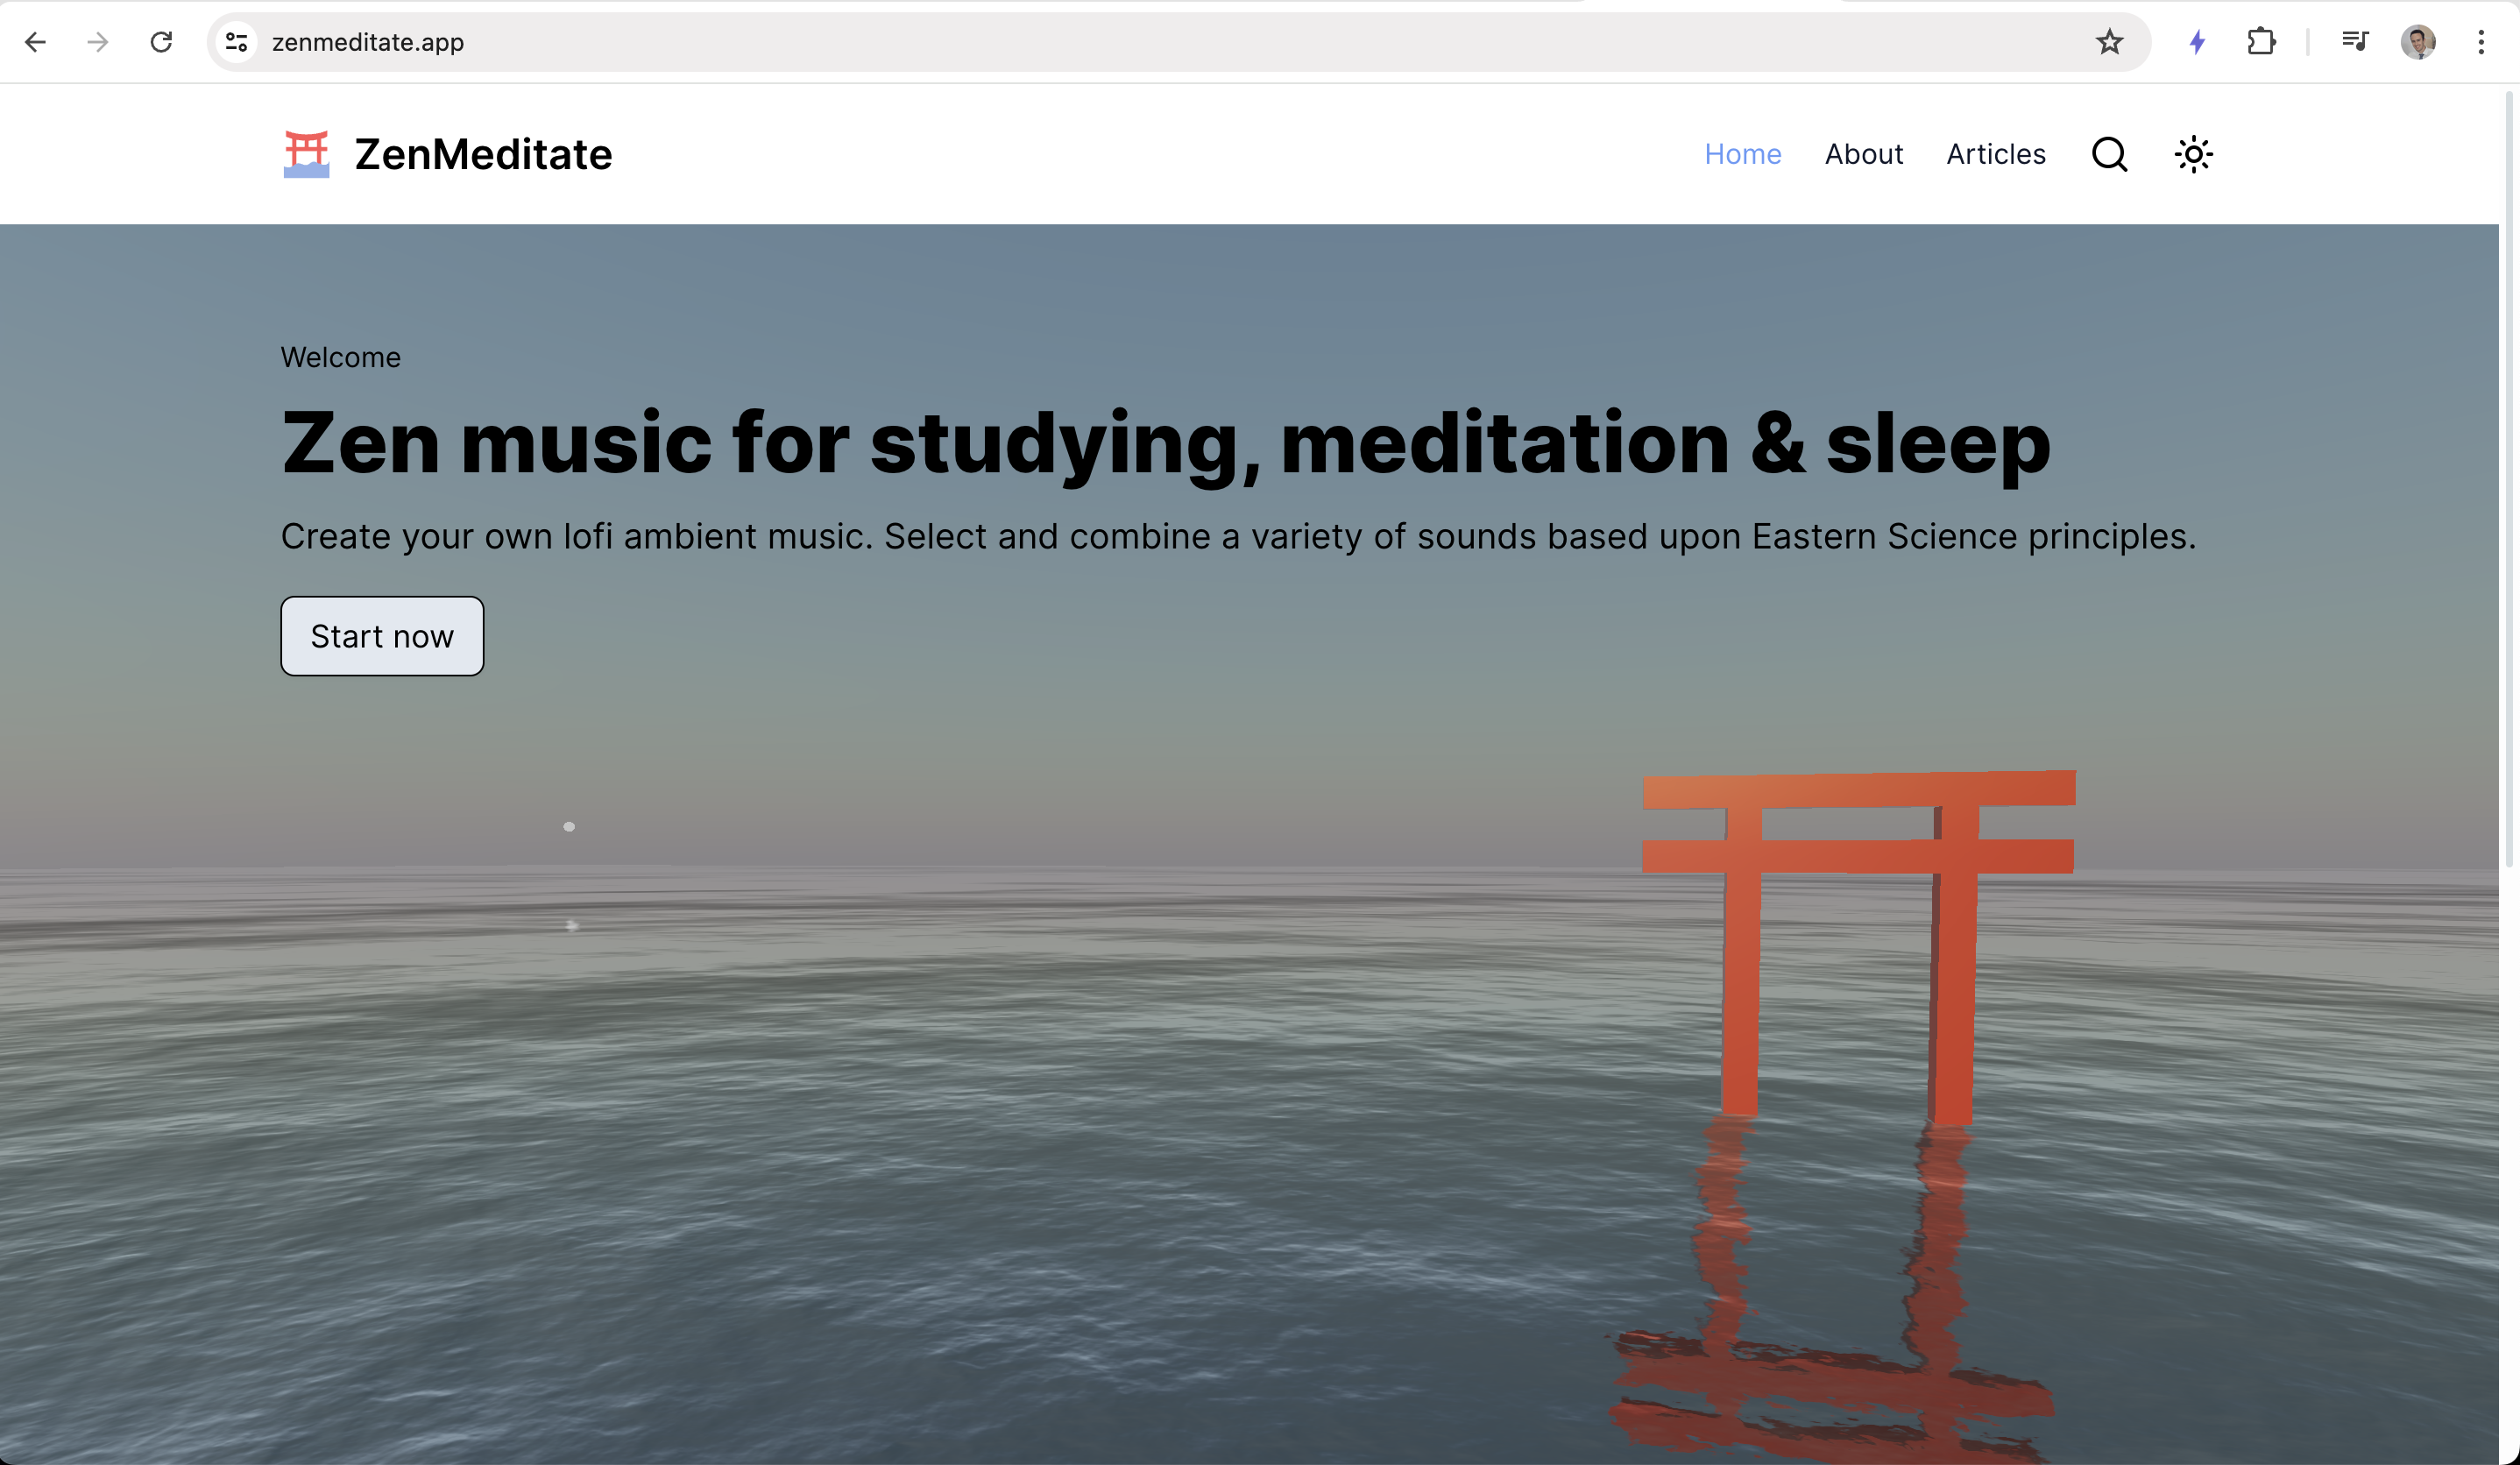 zenmeditate.app
ZenMeditate
Home About Articles
Welcome
Zen music for studying, meditation & sleep
Create your own lofi ambient music. Select and combine a variety of sounds based upon Eastern Science principles.
Start now